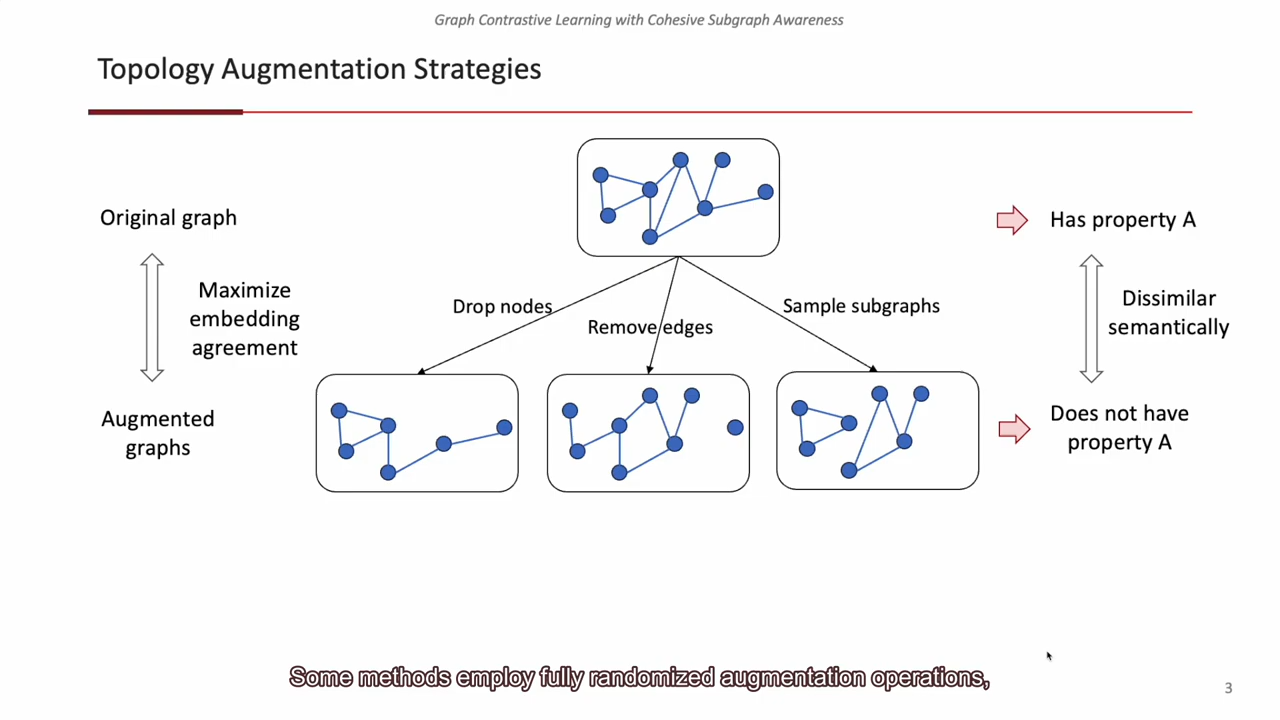 Graph Contrastive Learning with Cohesive Subgraph Awareness
Topology Augmentation Strategies
Original graph
Has property A
Maximize
embedding
agreement
Drop nodes
Remove edges
Sample subgraphs
Dissimilar
semantically
Augmented
graphs
Does not have
property A
Some methods employ fully randomized augmentation operations,
3